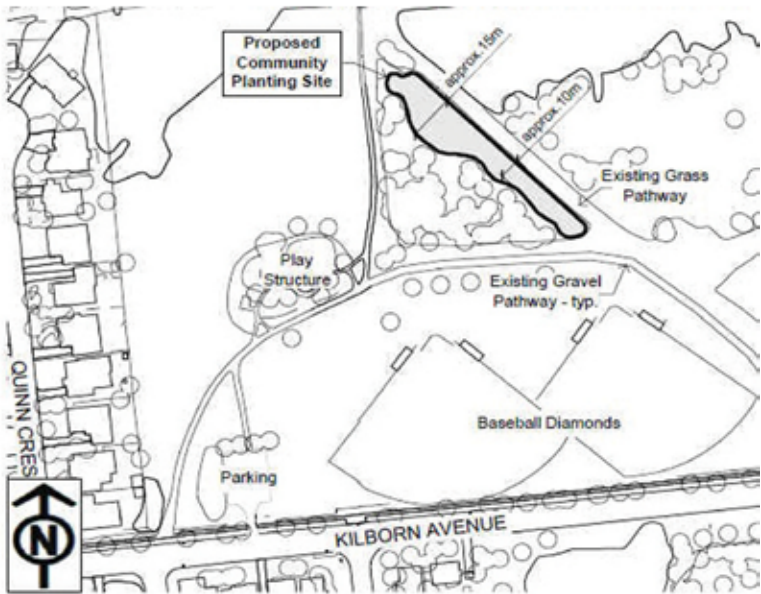 Proposed
Community
Planting Site
approx.15m
approx.10m
Existing Grass
Pathway
Play
Structure
Existing Gravel
Pathway - typ.
Baseball Diamonds
QUINN CRES
Parking
KILBORN AVENUE
N